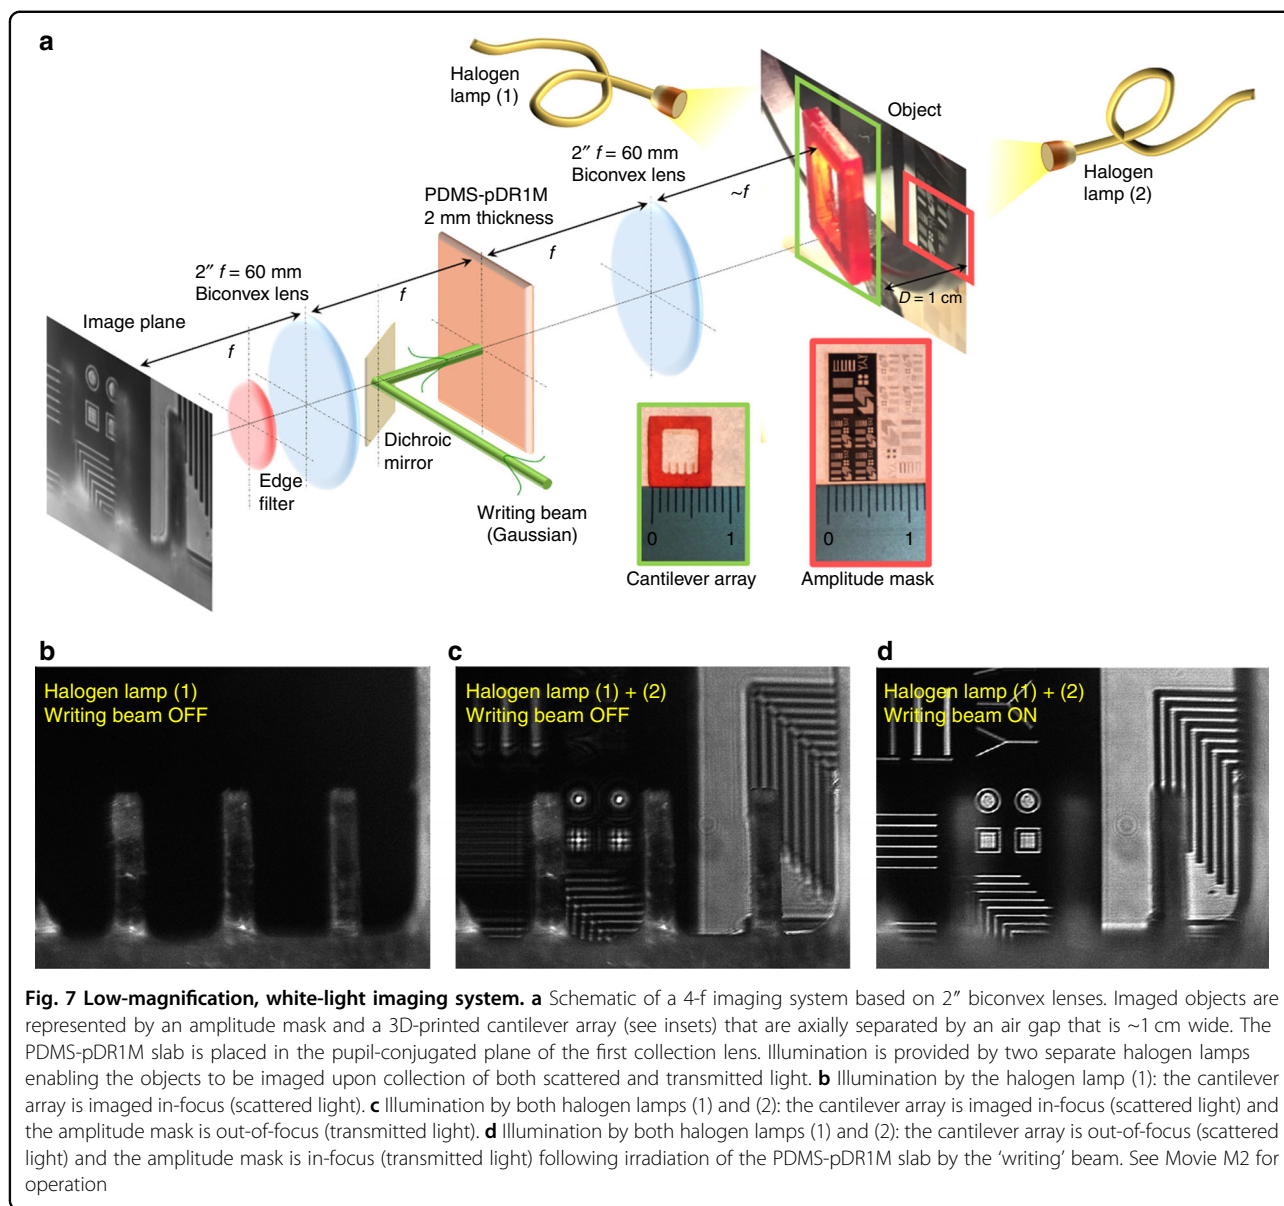 a
Halogen
lamp (1)
Object
Halogen
lamp (2)
2″ f = 60 mm
Biconvex lens
~f
PDMS-pDR1M
2 mm thickness
f
D = 1 cm
2″ f = 60 mm
Biconvex lens
f
Image plane
f
Dichroic
mirror
Edge
filter
Writing beam
(Gaussian)
0 1
Cantilever array
0 1
Amplitude mask
b
Halogen lamp (1)
Writing beam OFF
c
Halogen lamp (1) + (2)
Writing beam OFF
d
Halogen lamp (1) + (2)
Writing beam ON
Fig. 7 Low-magnification, white-light imaging system. a Schematic of a 4-f imaging system based on 2″ biconvex lenses. Imaged objects are
represented by an amplitude mask and a 3D-printed cantilever array (see insets) that are axially separated by an air gap that is ~1 cm wide. The
PDMS-pDR1M slab is placed in the pupil-conjugated plane of the first collection lens. Illumination is provided by two separate halogen lamps
enabling the objects to be imaged upon collection of both scattered and transmitted light. b Illumination by the halogen lamp (1): the cantilever
array is imaged in-focus (scattered light). c Illumination by both halogen lamps (1) and (2): the cantilever array is imaged in-focus (scattered light) and
the amplitude mask is out-of-focus (transmitted light). d Illumination by both halogen lamps (1) and (2): the cantilever array is out-of-focus (scattered
light) and the amplitude mask is in-focus (transmitted light) following irradiation of the PDMS-pDR1M slab by the ‘writing’ beam. See Movie M2 for
operation